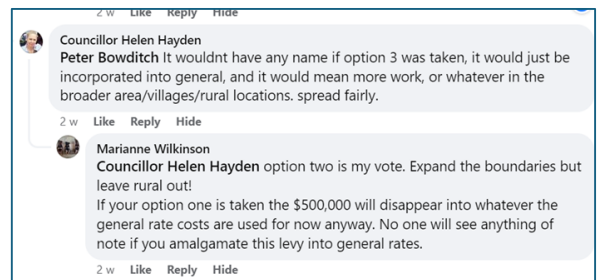 2 w Like Reply Hide
Councillor Helen Hayden
Peter Bowditch It wouldnt have any name if option 3 was taken, it would just be
incorporated into general, and it would mean more work, or whatever in the
broader area/villages/rural locations. spread fairly.
2 w Like Reply Hide
Marianne Wilkinson
Councillor Helen Hayden option two is my vote. Expand the boundaries but
leave rural out!
If your option one is taken the $500,000 will disappear into whatever the
general rate costs are used for now anyway. No one will see anything of
note if you amalgamate this levy into general rates.
2 w Like Reply Hide